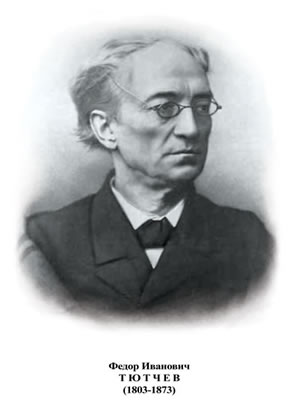 Федор Иванович
Т Ю Т Ч Е В
(1803-1873)